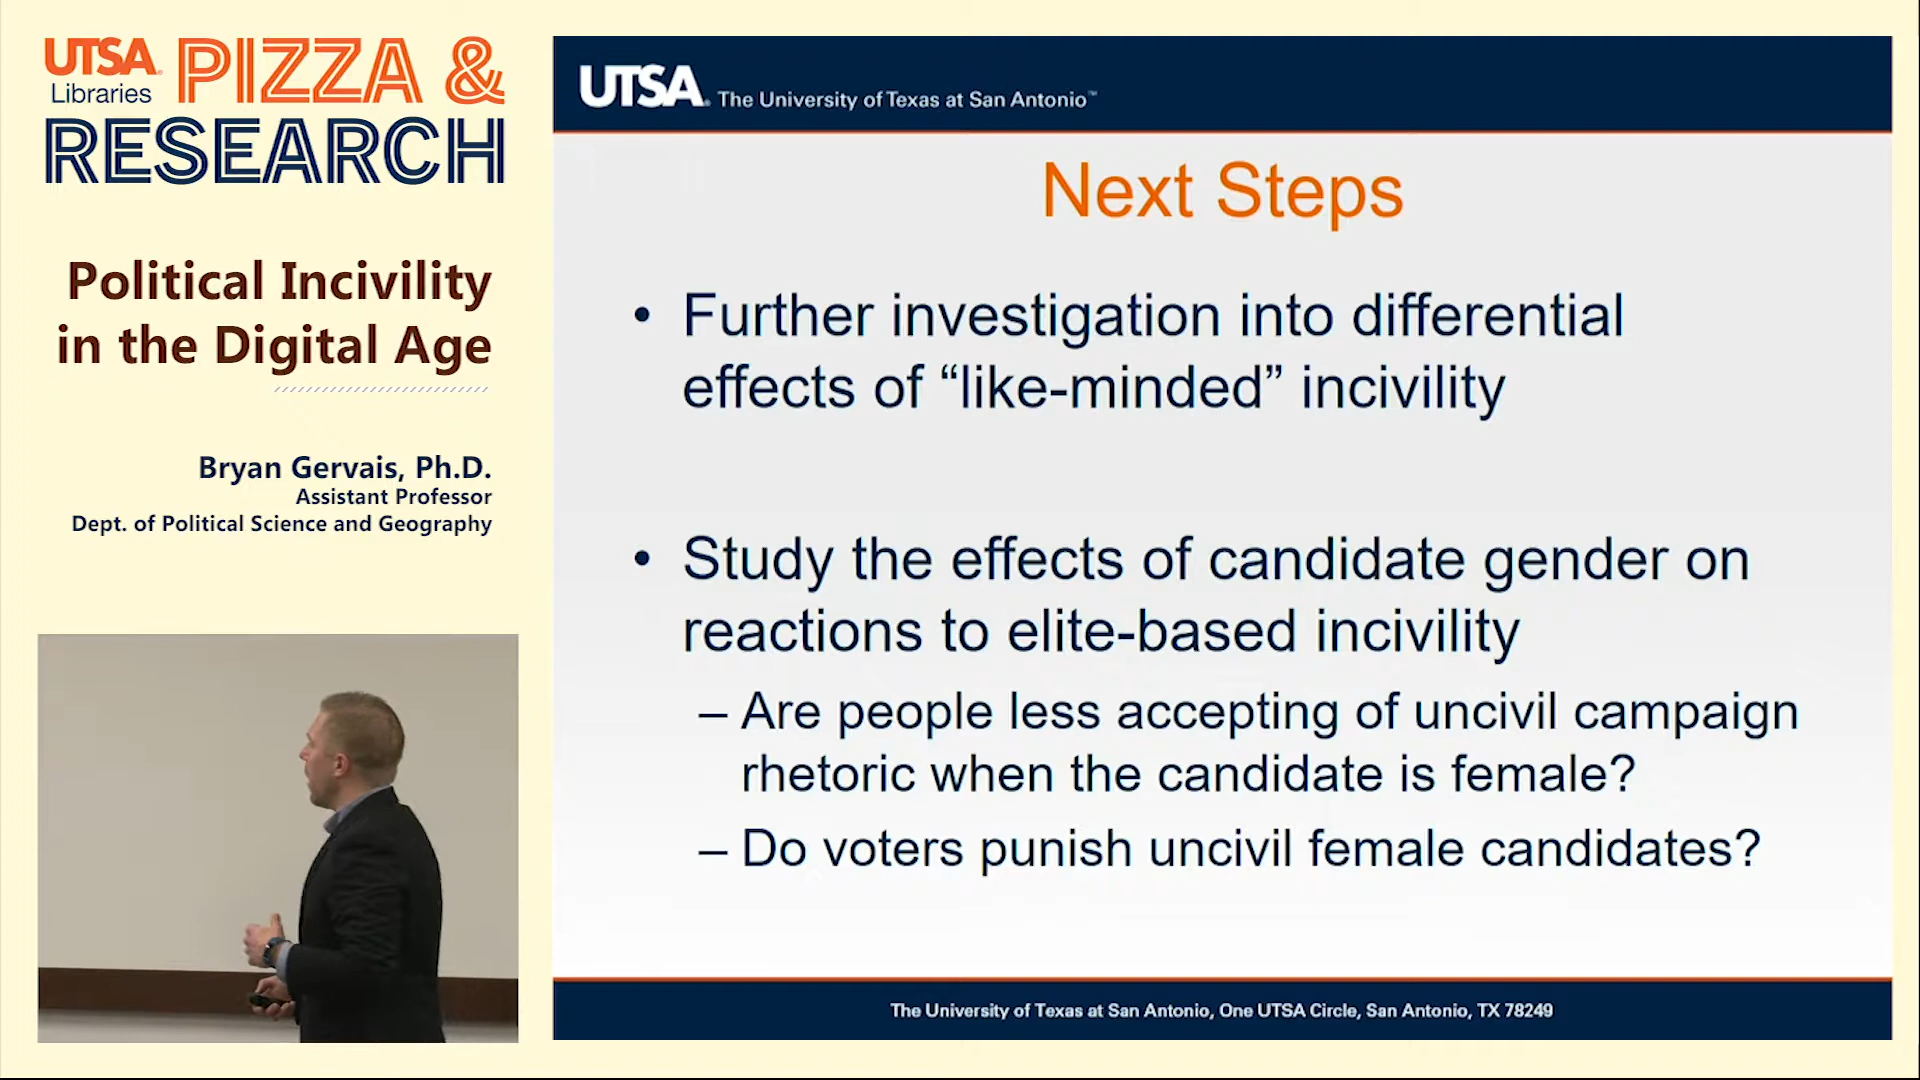 UTSA® PIZZA &
Libraries
RESEARCH
Political Incivility
in the Digital Age
Bryan Gervais, Ph.D.
Assistant Professor
Dept. of Political Science and Geography
UTSA® The University of Texas at San Antonio™
Next Steps
• Further investigation into differential
effects of “like-minded” incivility
• Study the effects of candidate gender on
reactions to elite-based incivility
– Are people less accepting of uncivil campaign
rhetoric when the candidate is female?
– Do voters punish uncivil female candidates?
The University of Texas at San Antonio, One UTSA Circle, San Antonio, TX 78249